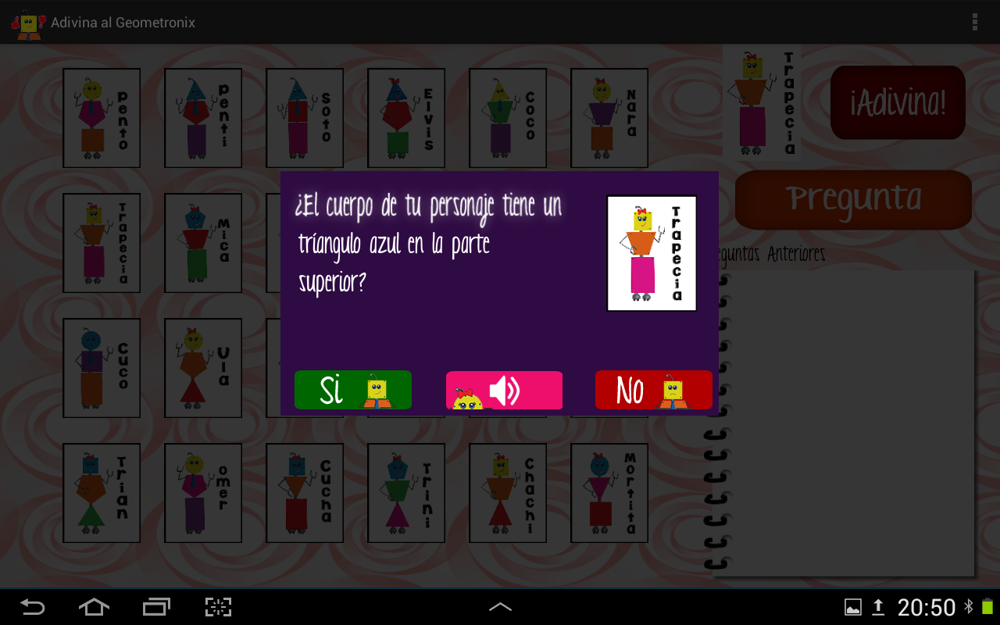 Adivina al Geometronix
Pento
Penti
Soto
Elvis
Coco
Nara
Trapecia
¡Adivina!
Pregunta
eguntas Anteriores
¿El cuerpo de tu personaje tiene un
tríangulo azul en la parte
superior?
Trapecia
Si
No
Trapecia
Mica
Cuco
Ula
Trian
omer
Cucha
Trini
Chachi
Mortita
20:50